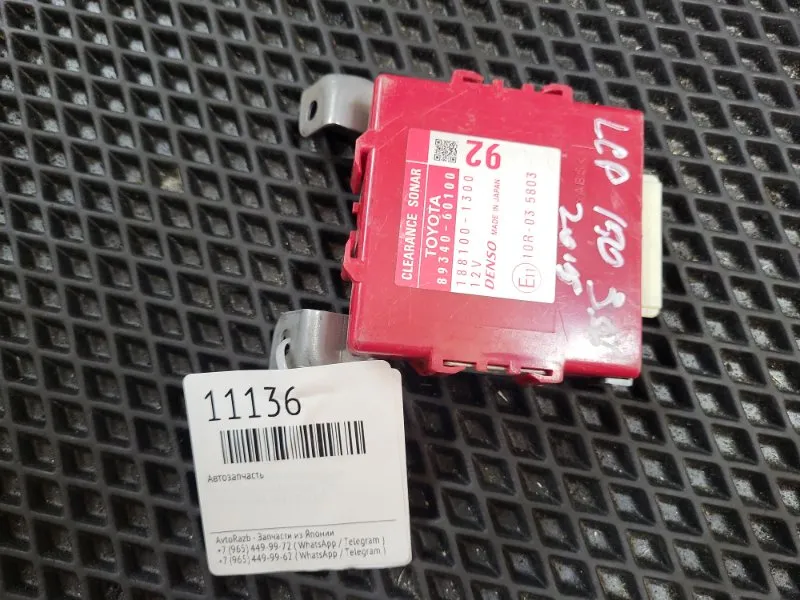 92
CLEARANCE SONAR
TOYOTA
89340-60100
188100-1300
12V
DENSO MADE IN JAPAN
E11 10R-03 5803
LCP 150
2015
11136
Автозапчасть
AvtoRazb - Запчасти из Японии
+7 (965) 449-99-72 ( WhatsApp / Telegram )
+7 (965) 449-99-62 ( WhatsApp / Telegram )